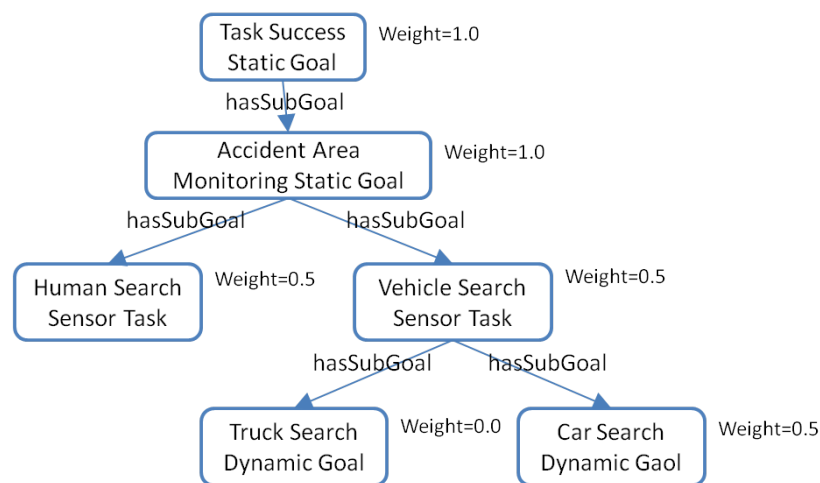 Task Success
Static Goal
Weight=1.0
hasSubGoal
Accident Area
Monitoring Static Goal
Weight=1.0
hasSubGoal
hasSubGoal
Human Search
Sensor Task
Weight=0.5
Vehicle Search
Sensor Task
Weight=0.5
hasSubGoal
hasSubGoal
Truck Search
Dynamic Goal
Weight=0.0
Car Search
Dynamic Gaol
Weight=0.5